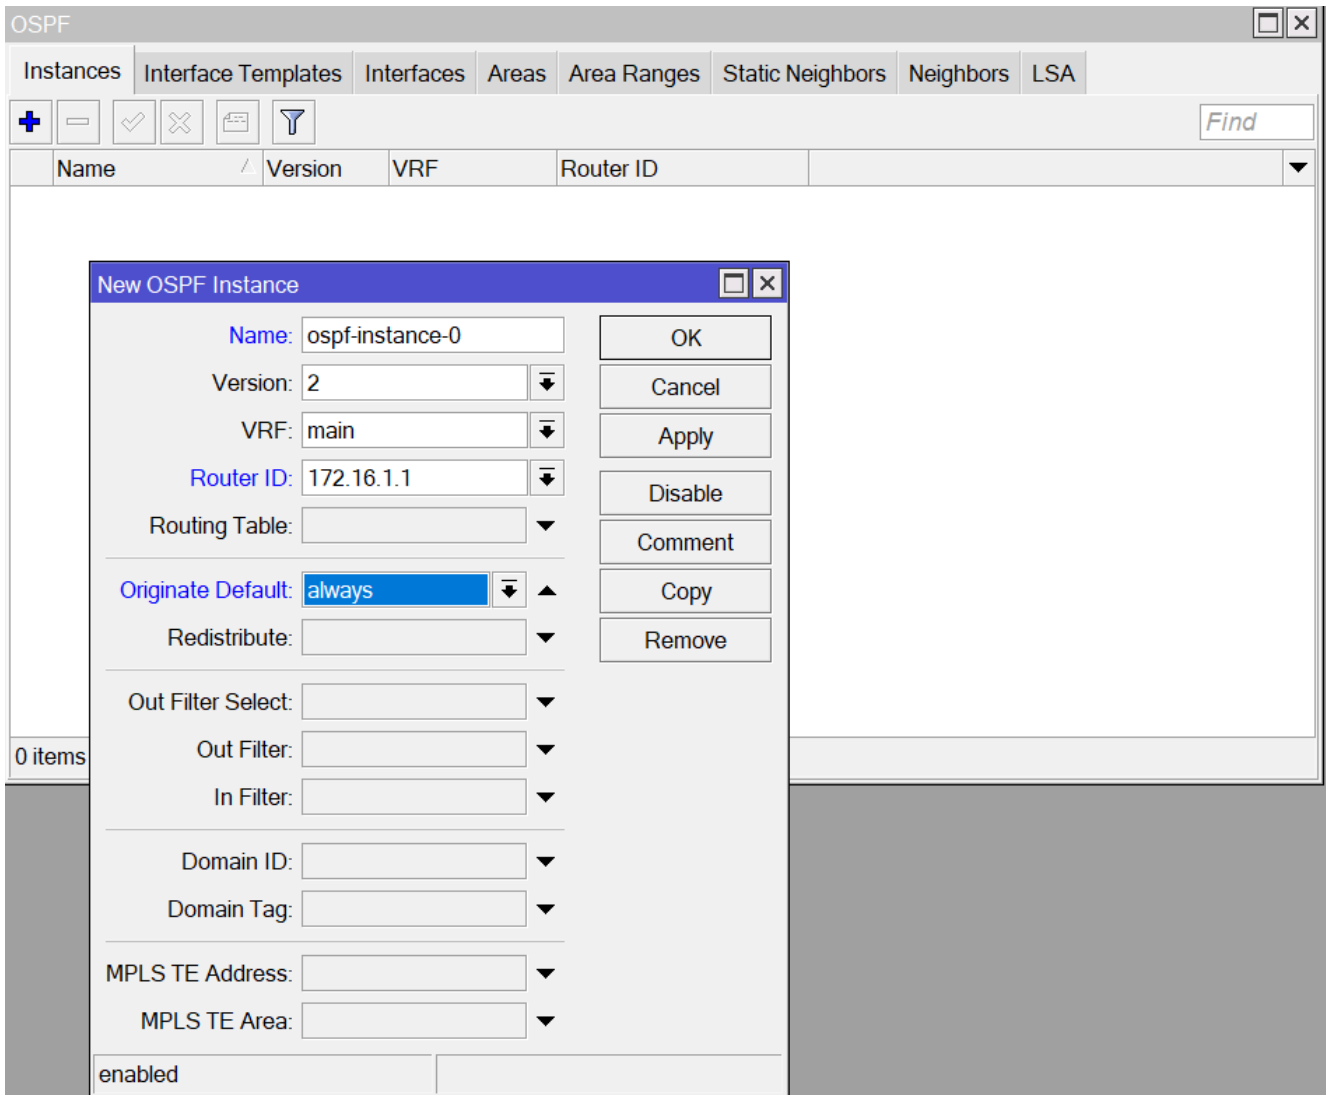 OSPF
Instances Interface Templates Interfaces Areas Area Ranges Static Neighbors Neighbors LSA
Find
Name Version VRF Router ID
New OSPF Instance
Name: ospf-instance-0 OK
Version: 2 Cancel
VRF: main Apply
Router ID: 172.16.1.1 Disable
Routing Table: Comment
Originate Default: always Copy
Redistribute: Remove
Out Filter Select:
0 items Out Filter:
In Filter:
Domain ID:
Domain Tag:
MPLS TE Address:
MPLS TE Area:
enabled